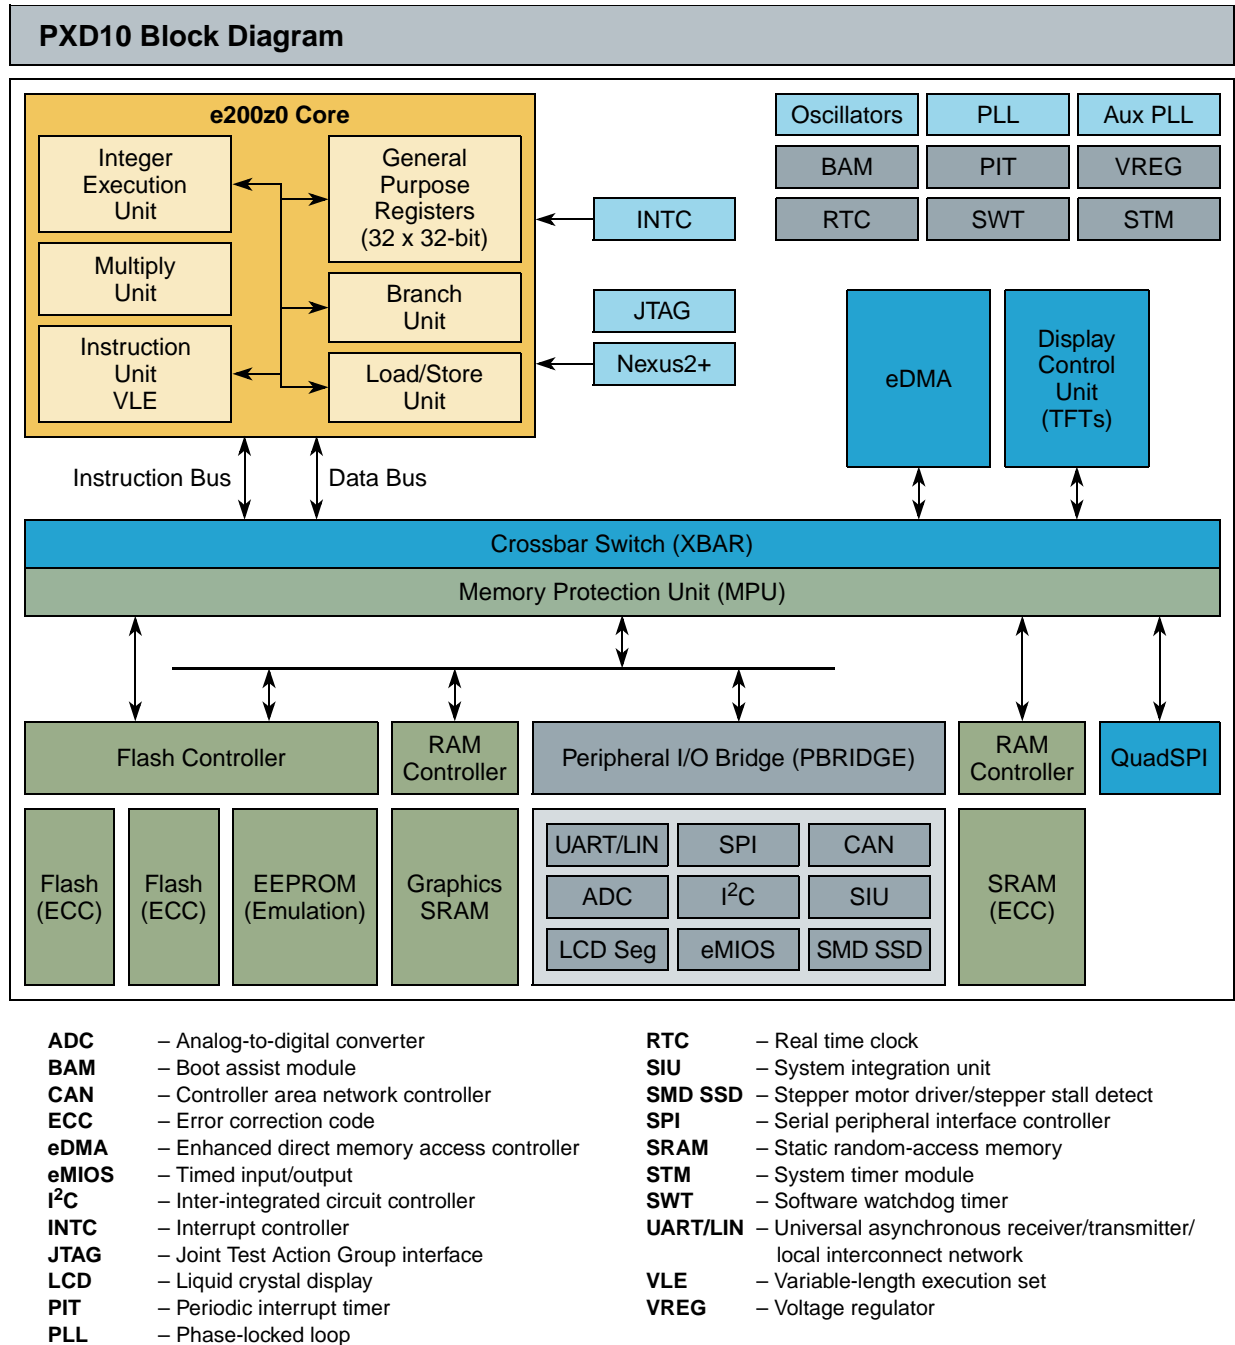 PXD10 Block Diagram
e200z0 Core
Integer
Execution
Unit
General
Purpose
Registers
(32 x 32-bit)
Multiply
Unit
Branch
Unit
Instruction
Unit
VLE
Load/Store
Unit
INTC
JTAG
Nexus2+
Oscillators
PLL
Aux PLL
BAM
PIT
VREG
RTC
SWT
STM
eDMA
Display
Control
Unit
(TFTs)
Instruction Bus
Data Bus
Crossbar Switch (XBAR)
Memory Protection Unit (MPU)
Flash Controller
RAM
Controller
Peripheral I/O Bridge (PBRIDGE)
RAM
Controller
QuadSPI
Flash
(ECC)
Flash
(ECC)
EEPROM
(Emulation)
Graphics
SRAM
UART/LIN
SPI
CAN
ADC
I²C
SIU
LCD Seg
eMIOS
SMD SSD
SRAM
(ECC)
ADC – Analog-to-digital converter
BAM – Boot assist module
CAN – Controller area network controller
ECC – Error correction code
eDMA – Enhanced direct memory access controller
eMIOS – Timed input/output
I²C – Inter-integrated circuit controller
INTC – Interrupt controller
JTAG – Joint Test Action Group interface
LCD – Liquid crystal display
PIT – Periodic interrupt timer
PLL – Phase-locked loop
RTC – Real time clock
SIU – System integration unit
SMD SSD – Stepper motor driver/stepper stall detect
SPI – Serial peripheral interface controller
SRAM – Static random-access memory
STM – System timer module
SWT – Software watchdog timer
UART/LIN – Universal asynchronous receiver/transmitter/
local interconnect network
VLE – Variable-length execution set
VREG – Voltage regulator